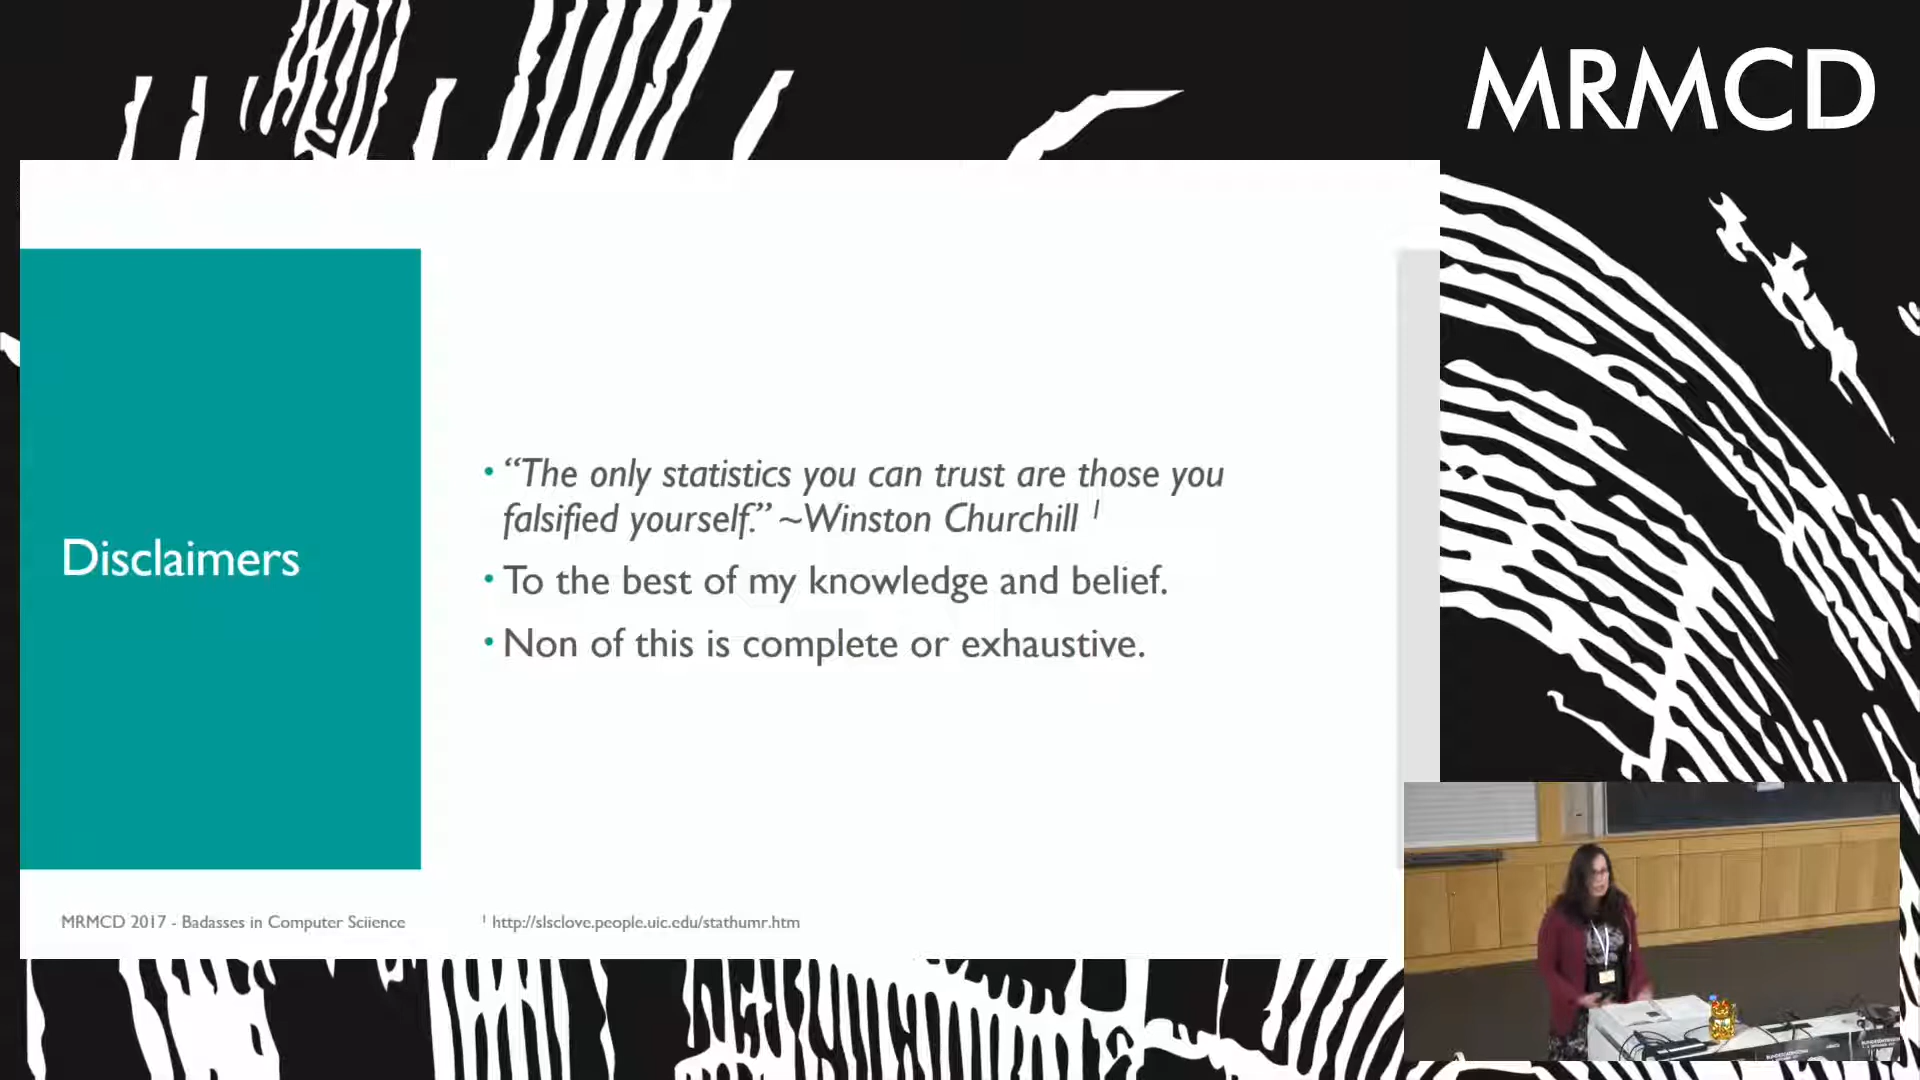 MRMCD
Disclaimers
• “The only statistics you can trust are those you
falsified yourself.” ~Winston Churchill ¹
• To the best of my knowledge and belief.
• Non of this is complete or exhaustive.
MRMCD 2017 - Badasses in Computer Sciience
¹ http://slsclove.people.uic.edu/stathumr.htm